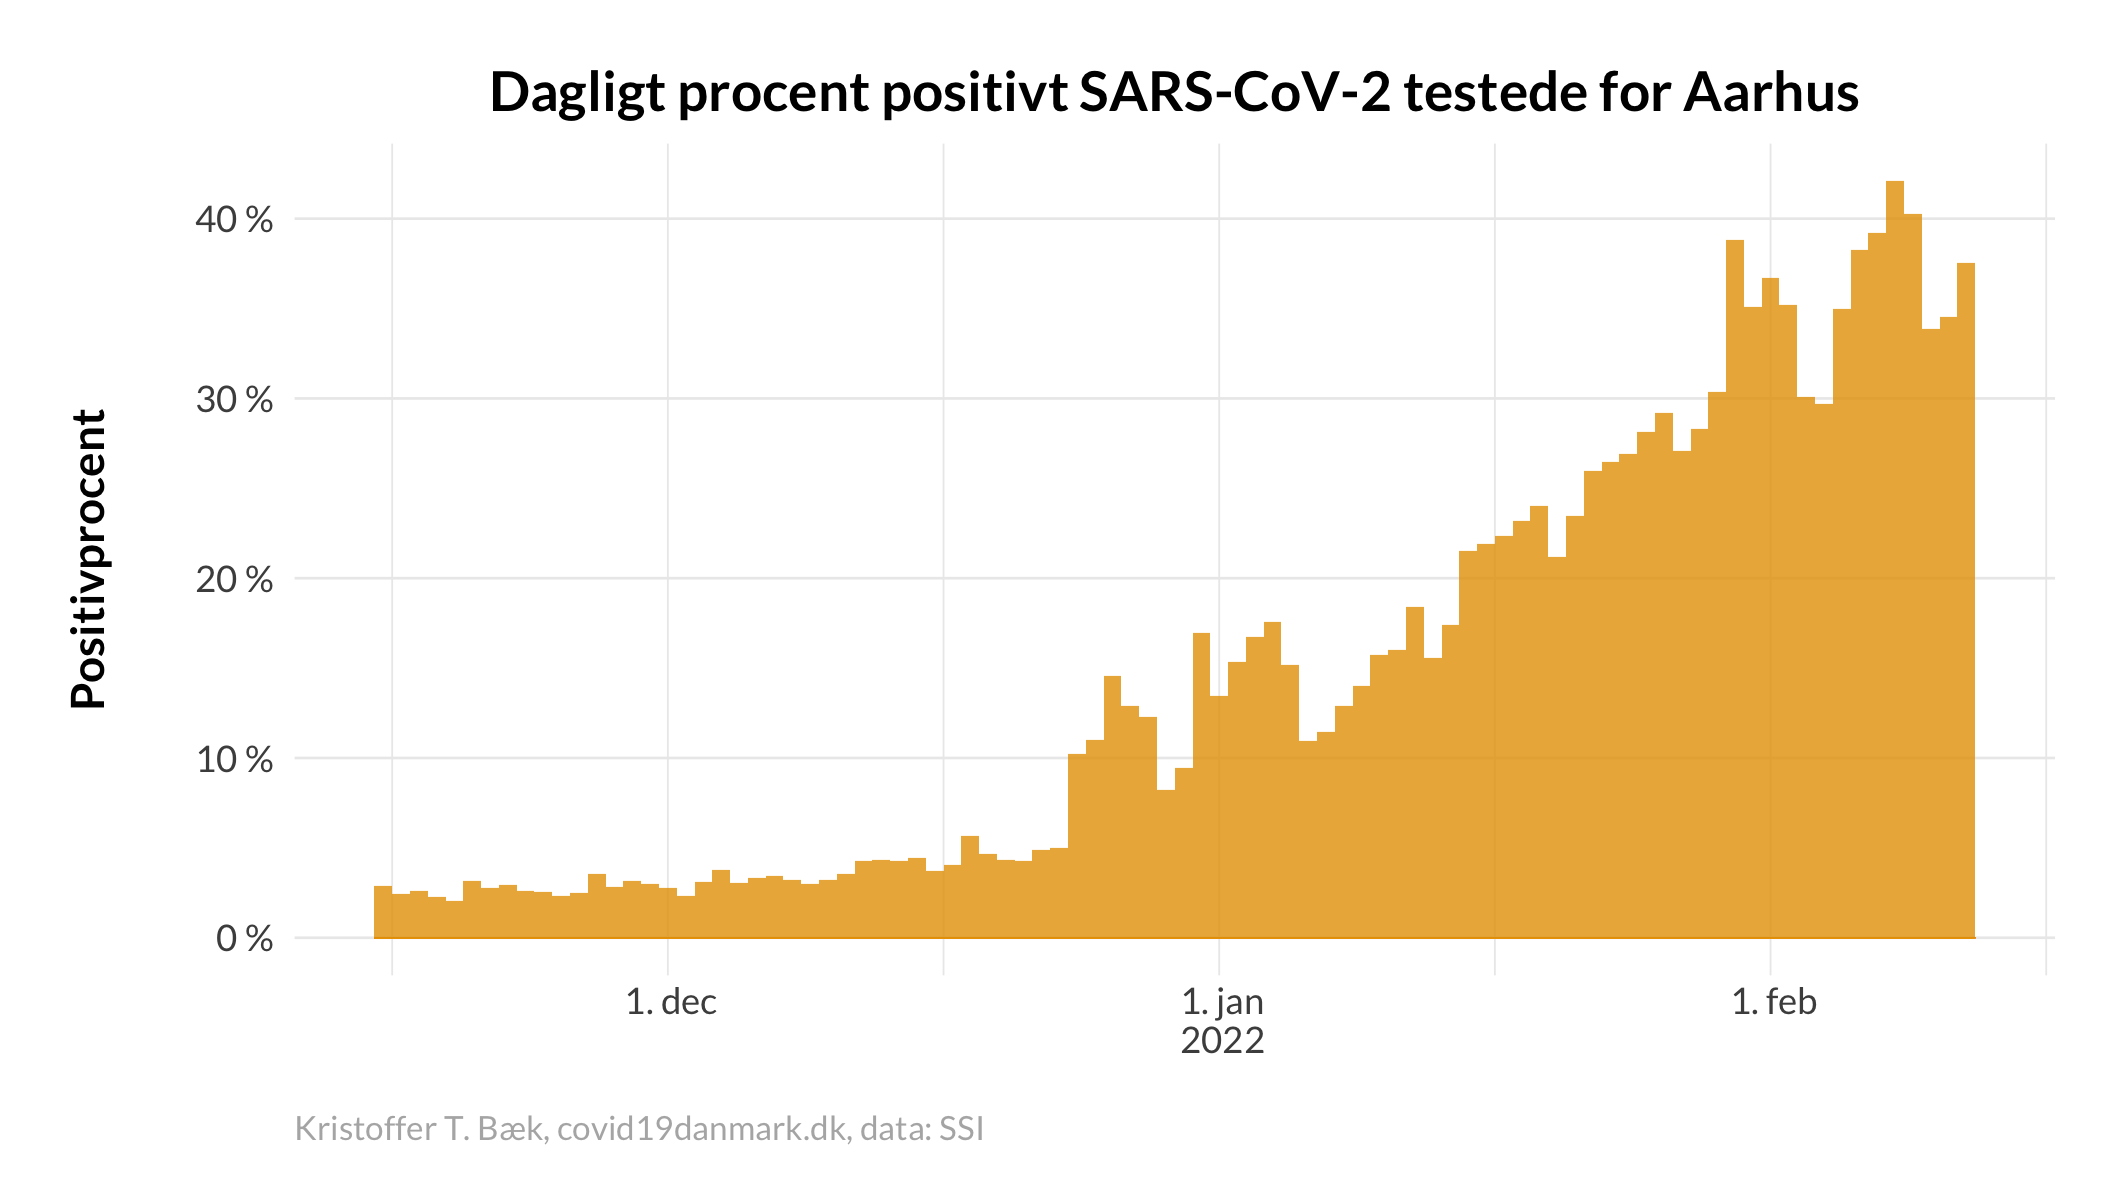 Dagligt procent positivt SARS-CoV-2 testede for Aarhus
Positivprocent
40 %
30 %
20 %
10 %
0 %
1. dec
1. jan
2022
1. feb
Kristoffer T. Bæk, covid19danmark.dk, data: SSI